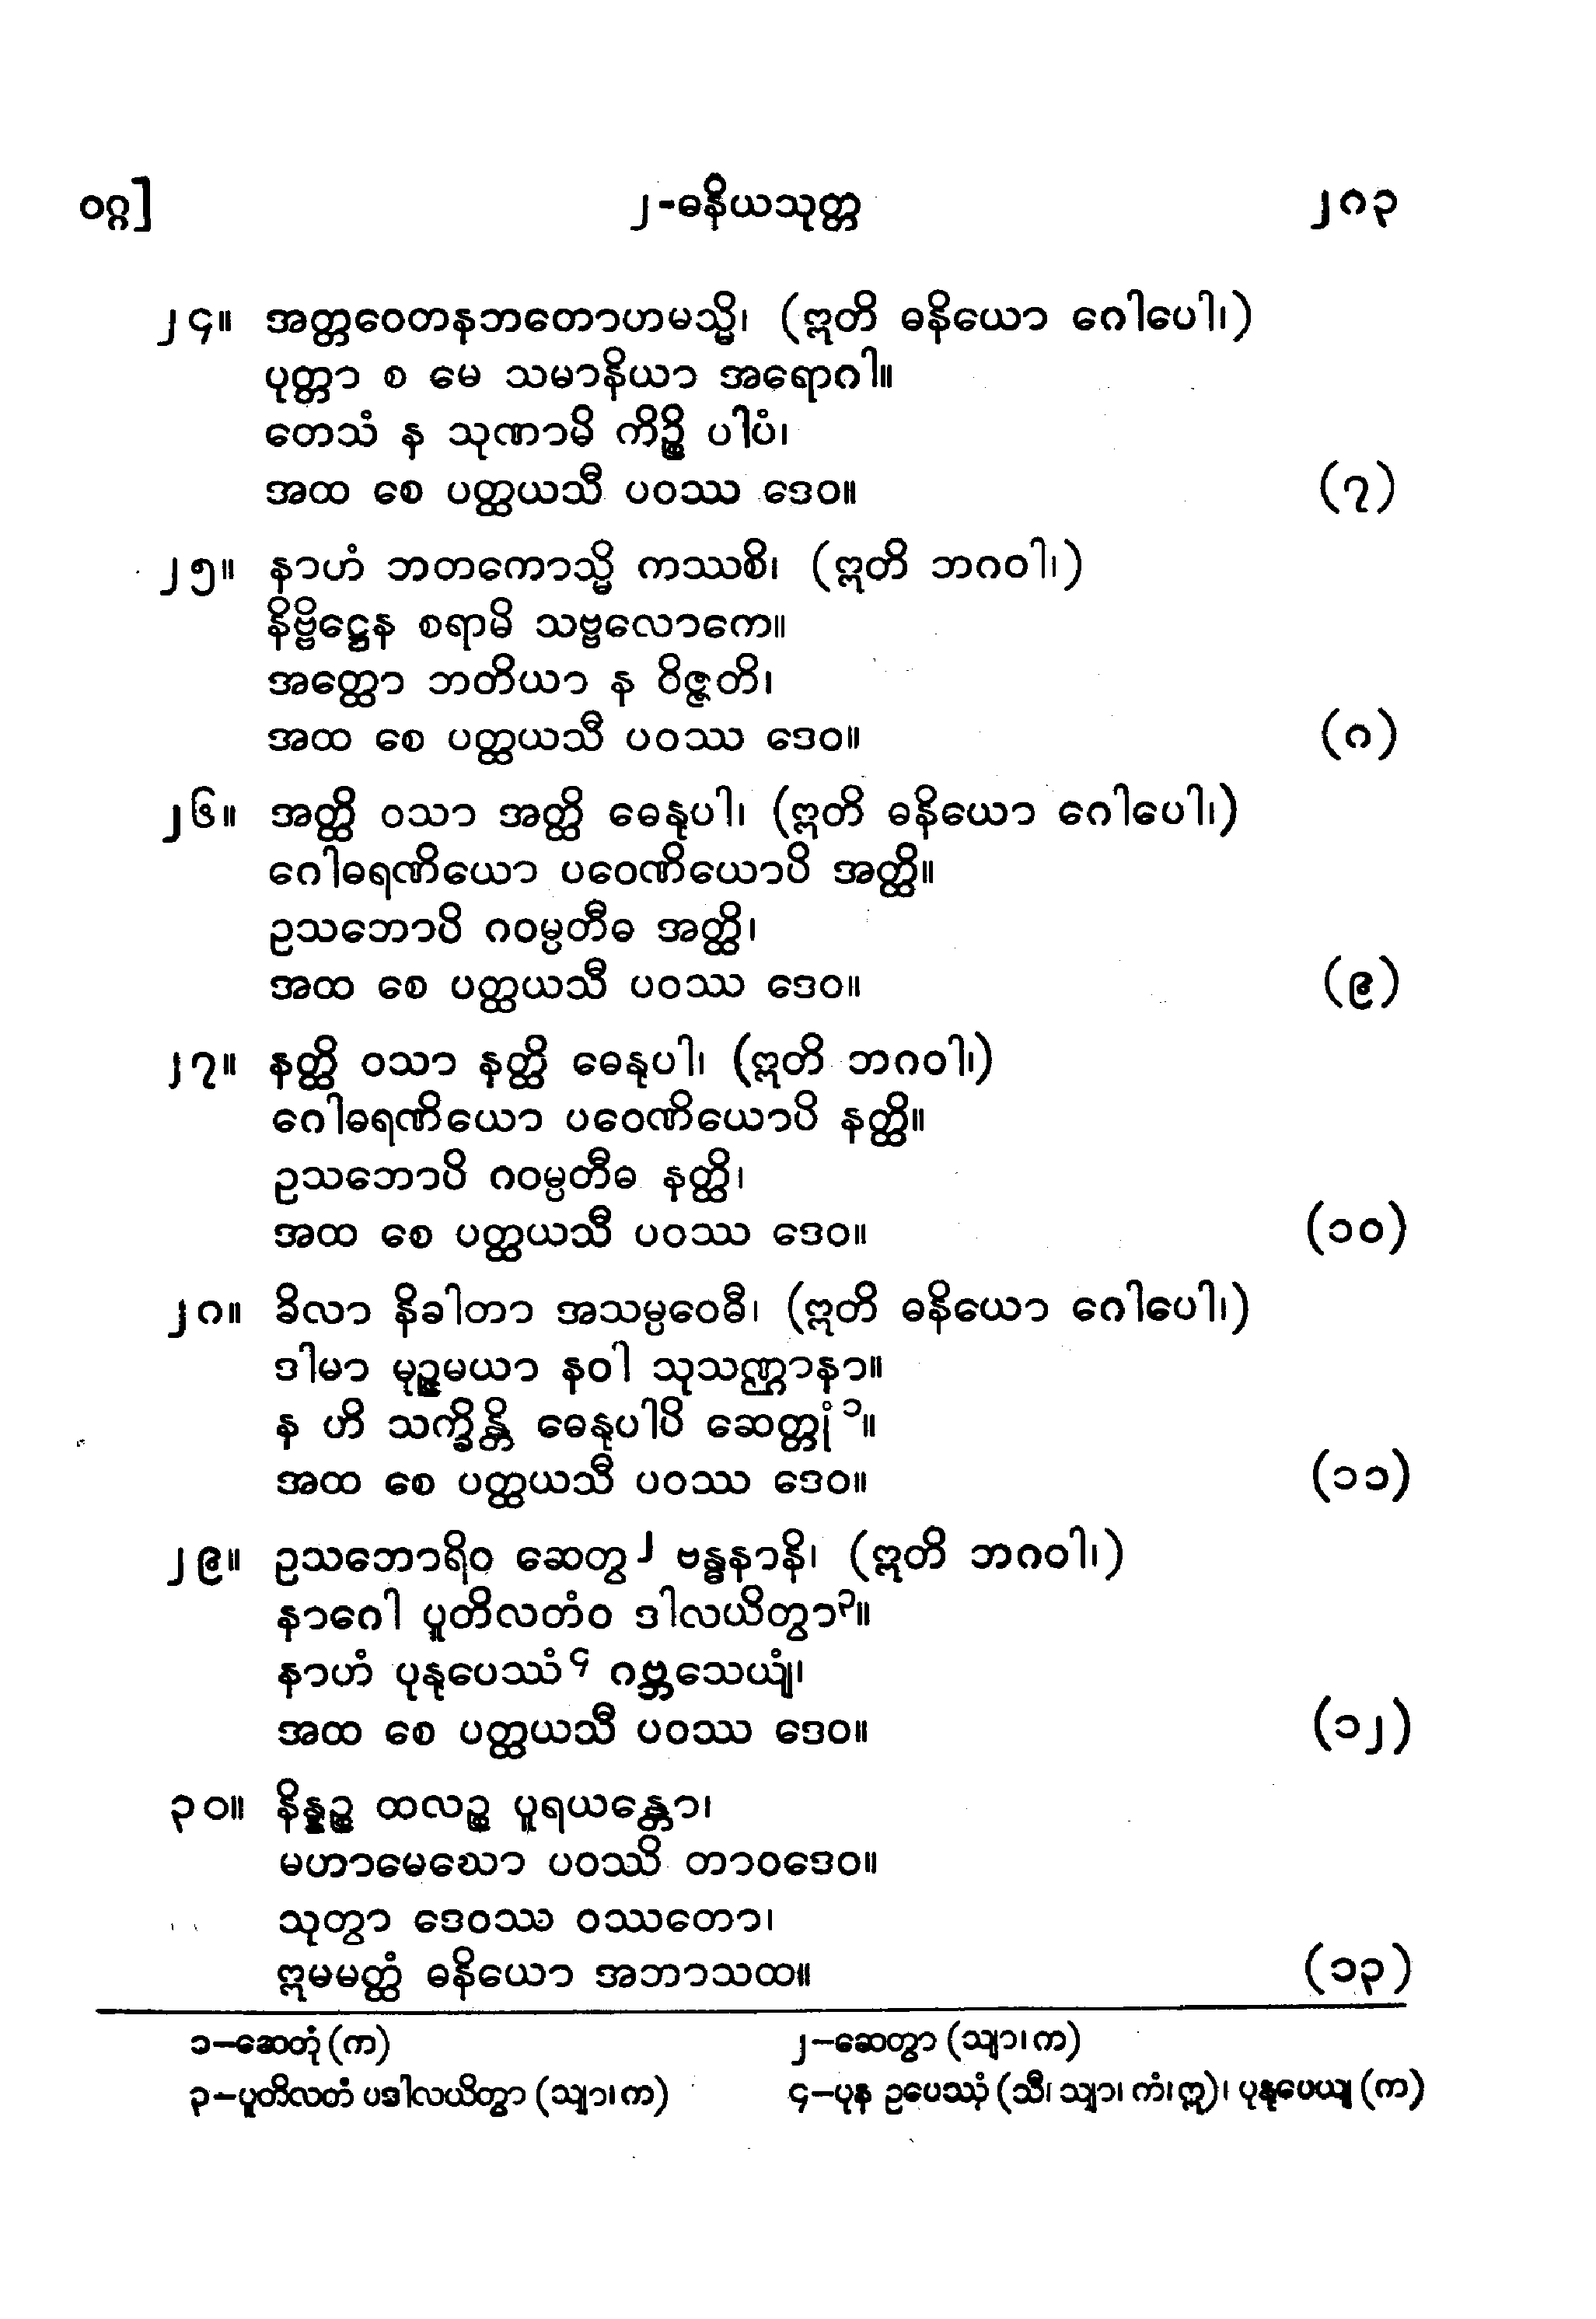 ဝဂ္ဂ] ၂-ဓနိယသုတ္တ ၂၈၃
၂၄။ အတ္တဝေတနဘတောဟမသ္မိ၊ (ဣတိ ဓနိယော ဂေါပေါ၊)
ပုတ္တာ စ မေ သမာနိယာ အရောဂါ။
တေသံ န သုဏာမိ ကိဉ္စိ ပါပံ၊
အထ စေ ပတ္ထယသီ ပဝဿ ဒေဝ။ (၇)
၂၅။ နာဟံ ဘတကောသ္မိ ကဿစိ၊ (ဣတိ ဘဂဝါ၊)
နိဗ္ဗိဋ္ဌေန စရာမိ သဗ္ဗလောကေ။
အတ္ထော ဘတိယာ န ဝိဇ္ဇတိ၊
အထ စေ ပတ္ထယသီ ပဝဿ ဒေဝ။ (၈)
၂၆။ အတ္ထိ ဝသာ အတ္ထိ ဓေနုပါ၊ (ဣတိ ဓနိယော ဂေါပေါ၊)
ဂေါဓရဏိယော ပဝေဏိယောပိ အတ္ထိ။
ဥသဘောပိ ဂဝမ္ပတီဓ အတ္ထိ၊
အထ စေ ပတ္ထယသီ ပဝဿ ဒေဝ။ (၉)
၂၇။ နတ္ထိ ဝသာ နတ္ထိ ဓေနုပါ၊ (ဣတိ ဘဂဝါ၊)
ဂေါဓရဏိယော ပဝေဏိယောပိ နတ္ထိ။
ဥသဘောပိ ဂဝမ္ပတီဓ နတ္ထိ၊
အထ စေ ပတ္ထယသီ ပဝဿ ဒေဝ။ (၁၀)
၂၈။ ခိလာ နိခါတာ အသမ္ပဝေဓီ၊ (ဣတိ ဓနိယော ဂေါပေါ၊)
ဒါမာ မုဉ္ဇမယာ နဝါ သုသဏ္ဌာနာ။
န ဟိ သက္ခိန္တိ ဓေနုပါပိ ဆေတ္တုံ ၁။
အထ စေ ပတ္ထယသီ ပဝဿ ဒေဝ။ (၁၁)
၂၉။ ဥသဘောရိဝ ဆေတွ ၂ ဗန္ဓနာနိ၊ (ဣတိ ဘဂဝါ၊)
နာဂေါ ပူတိလတံဝ ဒါလယိတွာ ၃။
နာဟံ ပုနုပေဿံ ၄ ဂဗ္ဘသေယျံ၊
အထ စေ ပတ္ထယသီ ပဝဿ ဒေဝ။ (၁၂)
၃၀။ နိန္နဉ္စ ထလဉ္စ ပူရယန္တော၊
မဟာမေဃော ပဝဿိ တာဝဒေဝ။
သုတွာ ဒေဝဿ ဝဿတော၊
ဣမမတ္ထံ ဓနိယော အဘာသထ။ (၁၃)
၁–ဆေတုံ (က) ၂–ဆေတွာ (သျာ၊ က)
၃–ပူတိလတံ ပဒါလယိတွာ (သျာ၊ က) ၄–ပုန ဥပေဿံ (သီ၊ သျာ၊ ကံ၊ ဣ)၊ ပုနုပေယျ (က)